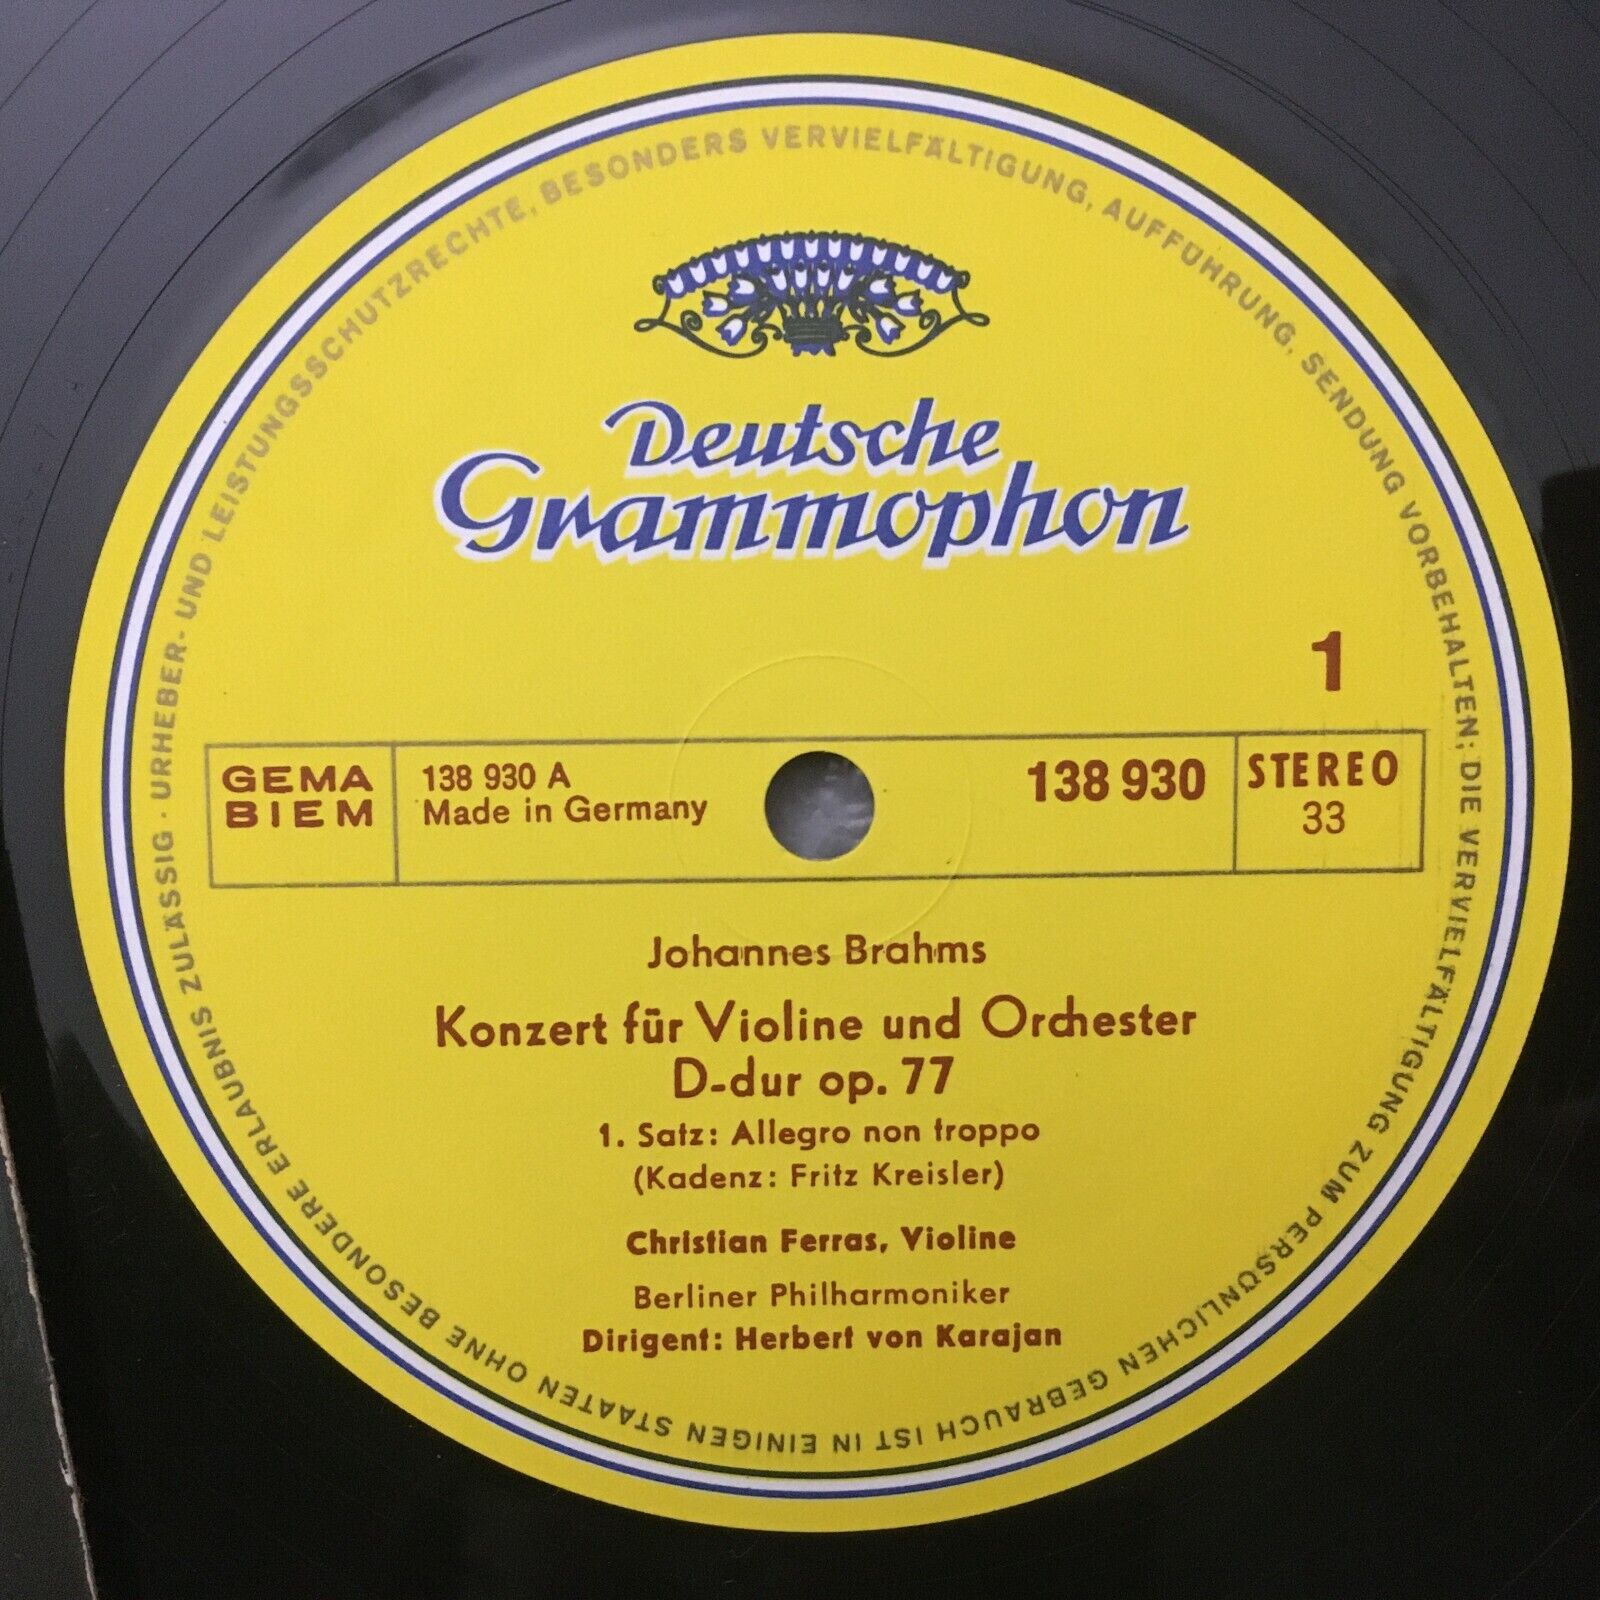 URHEBER- UND LEISTUNGSSCHUTZRECHTE, BESONDERS VERVIELFÄLTIGUNG, AUFFÜHRUNG, SENDUNG VORBEHALTEN; DIE VERVIELFÄLTIGUNG ZUM PERSÖNLICHEN GEBRAUCH IST IN EINIGEN STAATEN OHNE BESONDERE ERLAUBNIS ZULÄSSIG ·
Deutsche
Grammophon
1
GEMA
BIEM
138 930 A
Made in Germany
138 930
STEREO
33
Johannes Brahms
Konzert für Violine und Orchester
D-dur op. 77
1. Satz: Allegro non troppo
(Kadenz: Fritz Kreisler)
Christian Ferras, Violine
Berliner Philharmoniker
Dirigent: Herbert von Karajan